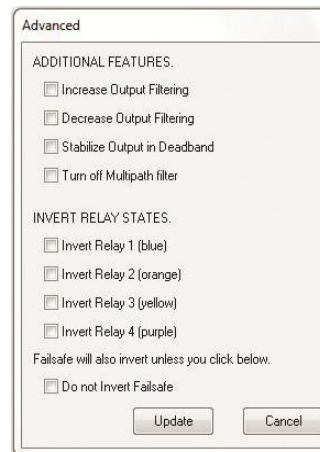 Advanced
ADDITIONAL FEATURES.
Increase Output Filtering
Decrease Output Filtering
Stabilize Output in Deadband
Turn off Multipath filter
INVERT RELAY STATES.
Invert Relay 1 (blue)
Invert Relay 2 (orange)
Invert Relay 3 (yellow)
Invert Relay 4 (purple)
Failsafe will also invert unless you click below.
Do not Invert Failsafe
Update
Cancel